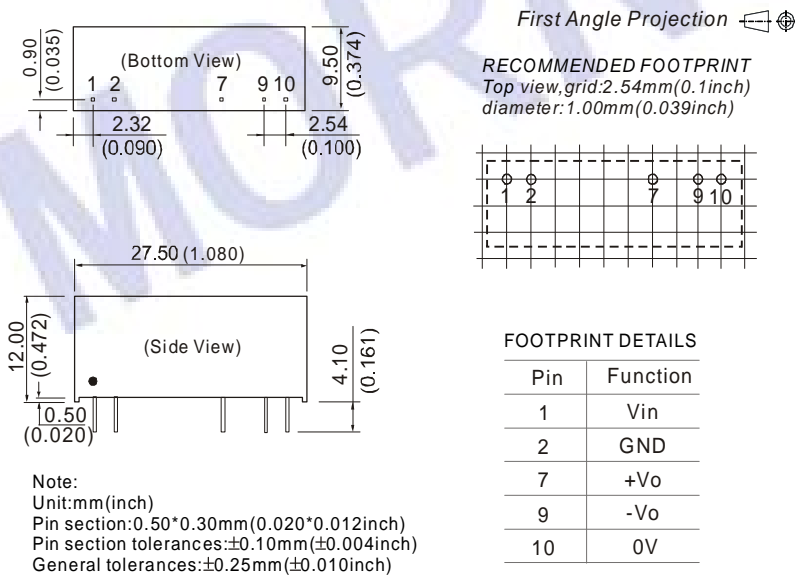 First Angle Projection
0.90
(0.035)
(Bottom View)
1 2 7 9 10
9.50
(0.374)
2.32
(0.090)
2.54
(0.100)
RECOMMENDED FOOTPRINT
Top view,grid:2.54mm(0.1inch)
diameter:1.00mm(0.039inch)
1 2 7 9 10
27.50 (1.080)
12.00
(0.472)
(Side View)
4.10
(0.161)
0.50
(0.020)
FOOTPRINT DETAILS
Pin Function
1 Vin
2 GND
7 +Vo
9 -Vo
10 0V
Note:
Unit:mm(inch)
Pin section:0.50*0.30mm(0.020*0.012inch)
Pin section tolerances:±0.10mm(±0.004inch)
General tolerances:±0.25mm(±0.010inch)
MORN